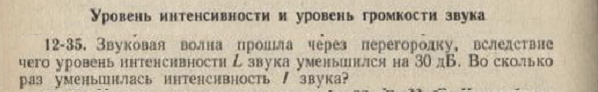 Уровень интенсивности и уровень громкости звука
12-35. Звуковая волна прошла через перегородку, вследствие
чего уровень интенсивности L звука уменьшился на 30 дБ. Во сколько
раз уменьшилась интенсивность I звука?